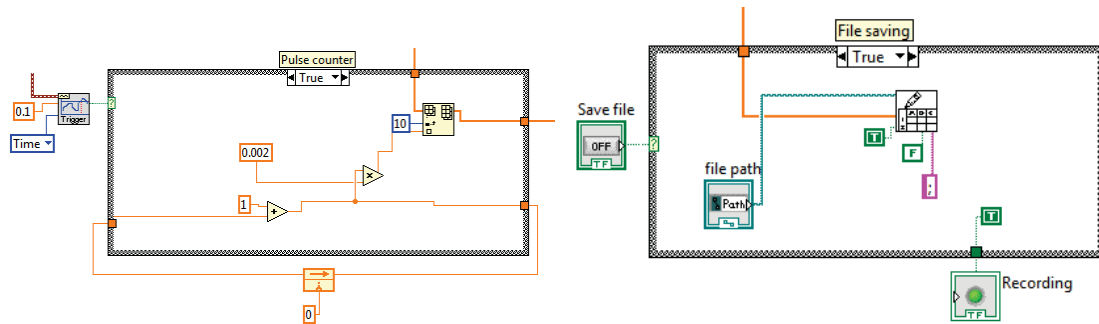 Pulse counter
True
0.1
Trigger
Time
10
0.002
1
0
File saving
True
Save file
OFF
TF
file path
Path
T
F
;
T
Recording
TF